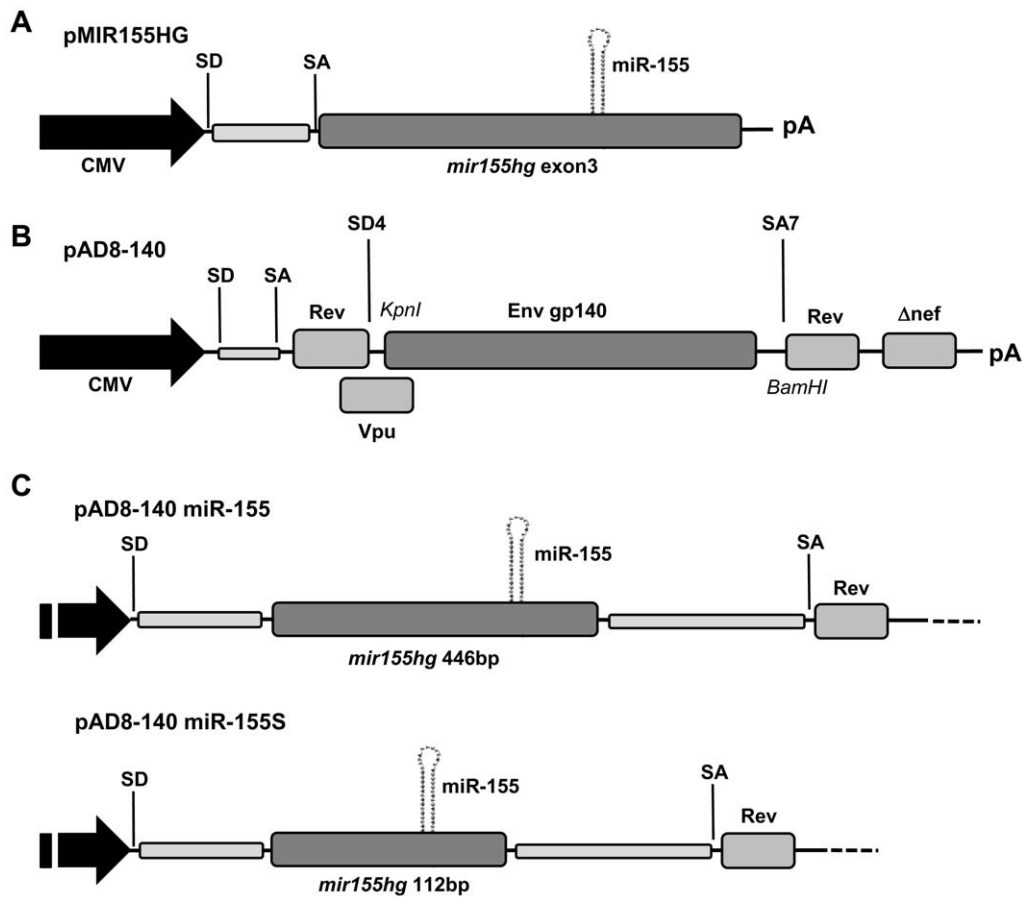 A
pMIR155HG
SD
SA
miR-155
CMV
mir155hg exon3
pA
B
pAD8-140
SD4
SA7
SD
SA
Rev
KpnI
Env gp140
Rev
Δnef
CMV
BamHI
pA
Vpu
C
pAD8-140 miR-155
SD
miR-155
SA
Rev
mir155hg 446bp
pAD8-140 miR-155S
SD
miR-155
SA
Rev
mir155hg 112bp